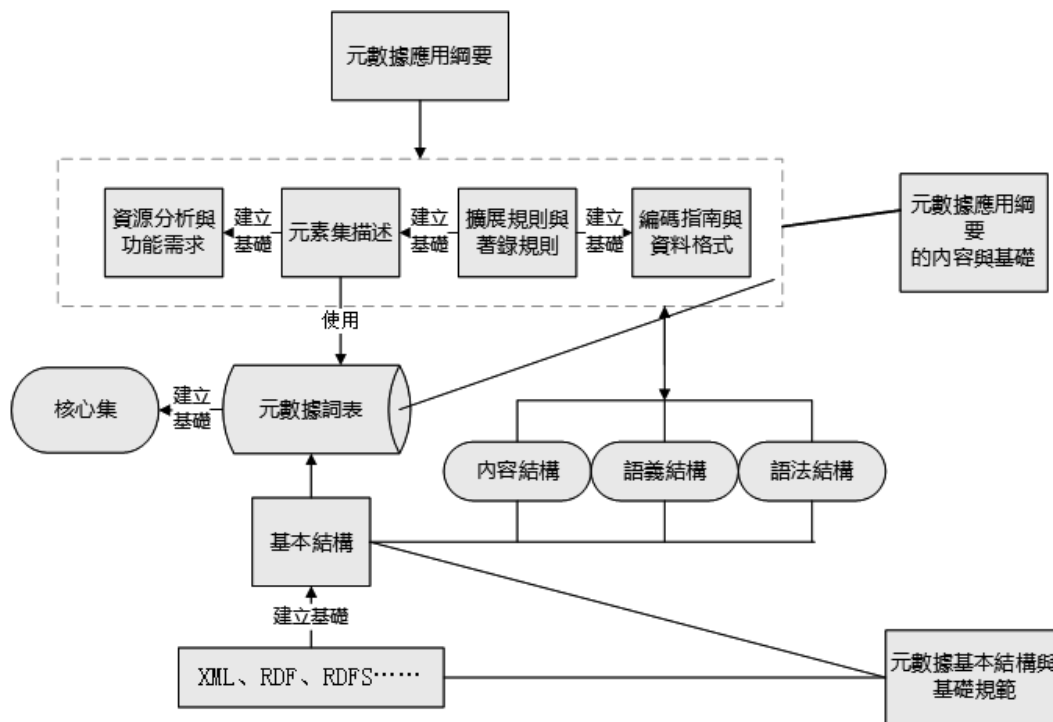 元數據應用綱要
資源分析與
功能需求
建立
基礎
元素集描述
建立
基礎
擴展規則與
著錄規則
建立
基礎
编碼指南與
資料格式
元數據應用綱
要
的內容與基礎
使用
核心集
建立
基礎
元數據詞表
內容結構
語義結構
語法結構
基本結構
建立基礎
XML、RDF、RDFS……
元數據基本結構與
基礎規範